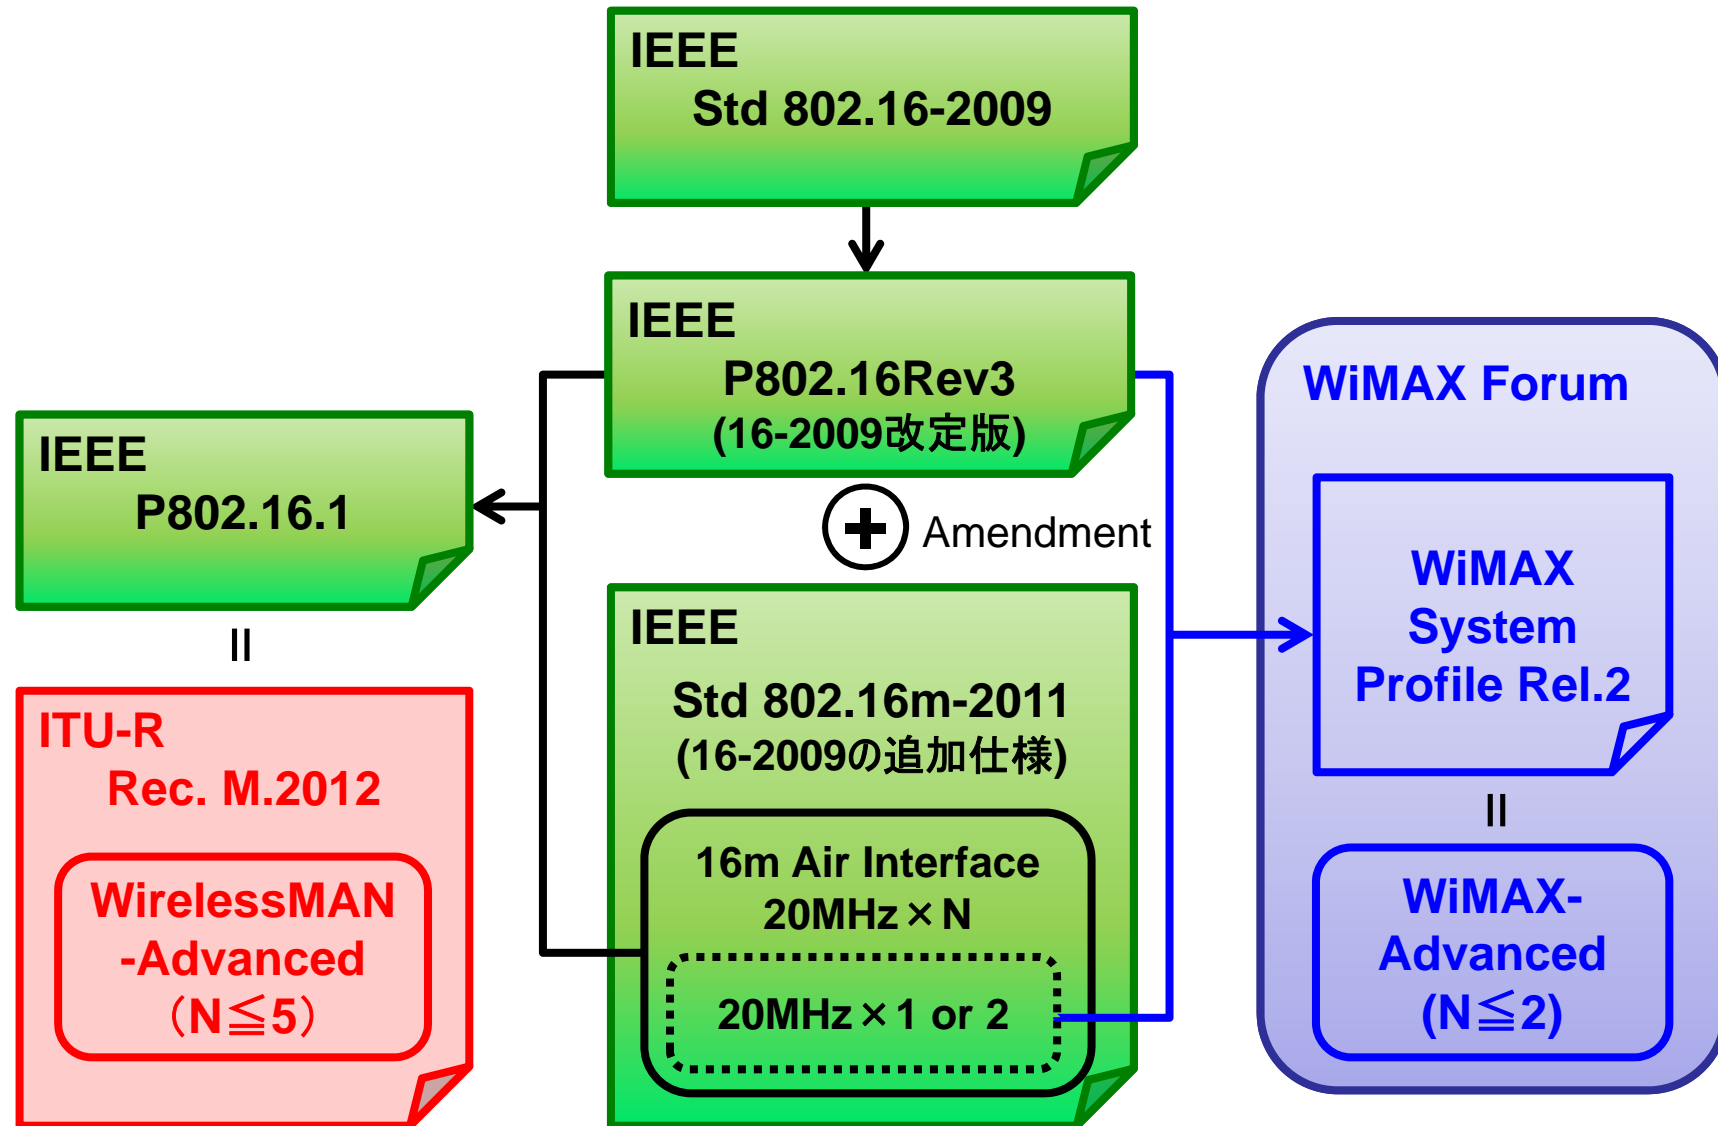 IEEE
Std 802.16-2009
IEEE
P802.16Rev3
(16-2009改定版)
Amendment
IEEE
P802.16.1
=
ITU-R
Rec. M.2012
WirelessMAN
-Advanced
（N≦5）
IEEE
Std 802.16m-2011
(16-2009の追加仕様)
16m Air Interface
20MHz×N
20MHz×1 or 2
WiMAX Forum
WiMAX
System
Profile Rel.2
=
WiMAX-
Advanced
(N≦2)